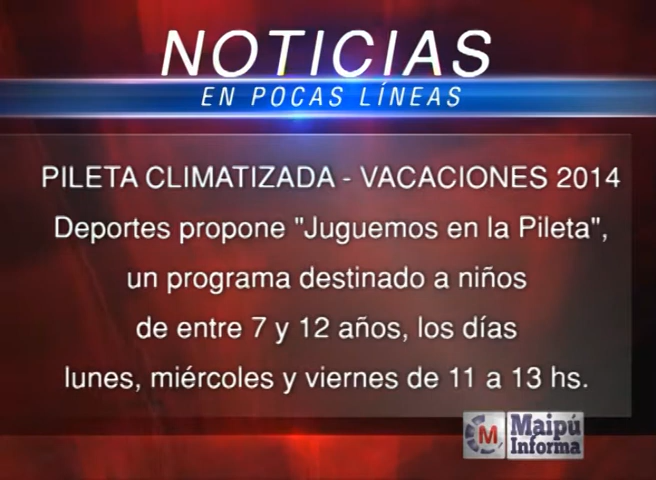 NOTICIAS
EN POCAS LÍNEAS
PILETA CLIMATIZADA - VACACIONES 2014
Deportes propone "Juguemos en la Pileta",
un programa destinado a niños
de entre 7 y 12 años, los días
lunes, miércoles y viernes de 11 a 13 hs.
M Maipú
Informa